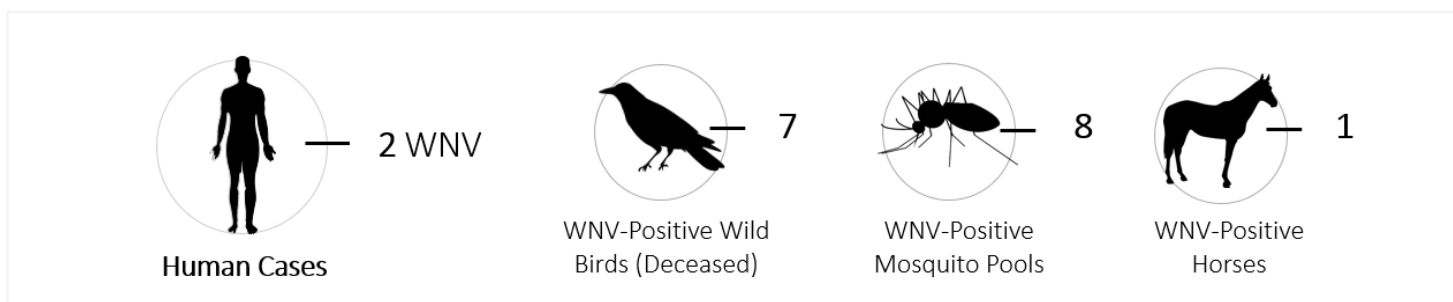 2 WNV
Human Cases
7
WNV-Positive Wild
Birds (Deceased)
8
WNV-Positive
Mosquito Pools
1
WNV-Positive
Horses